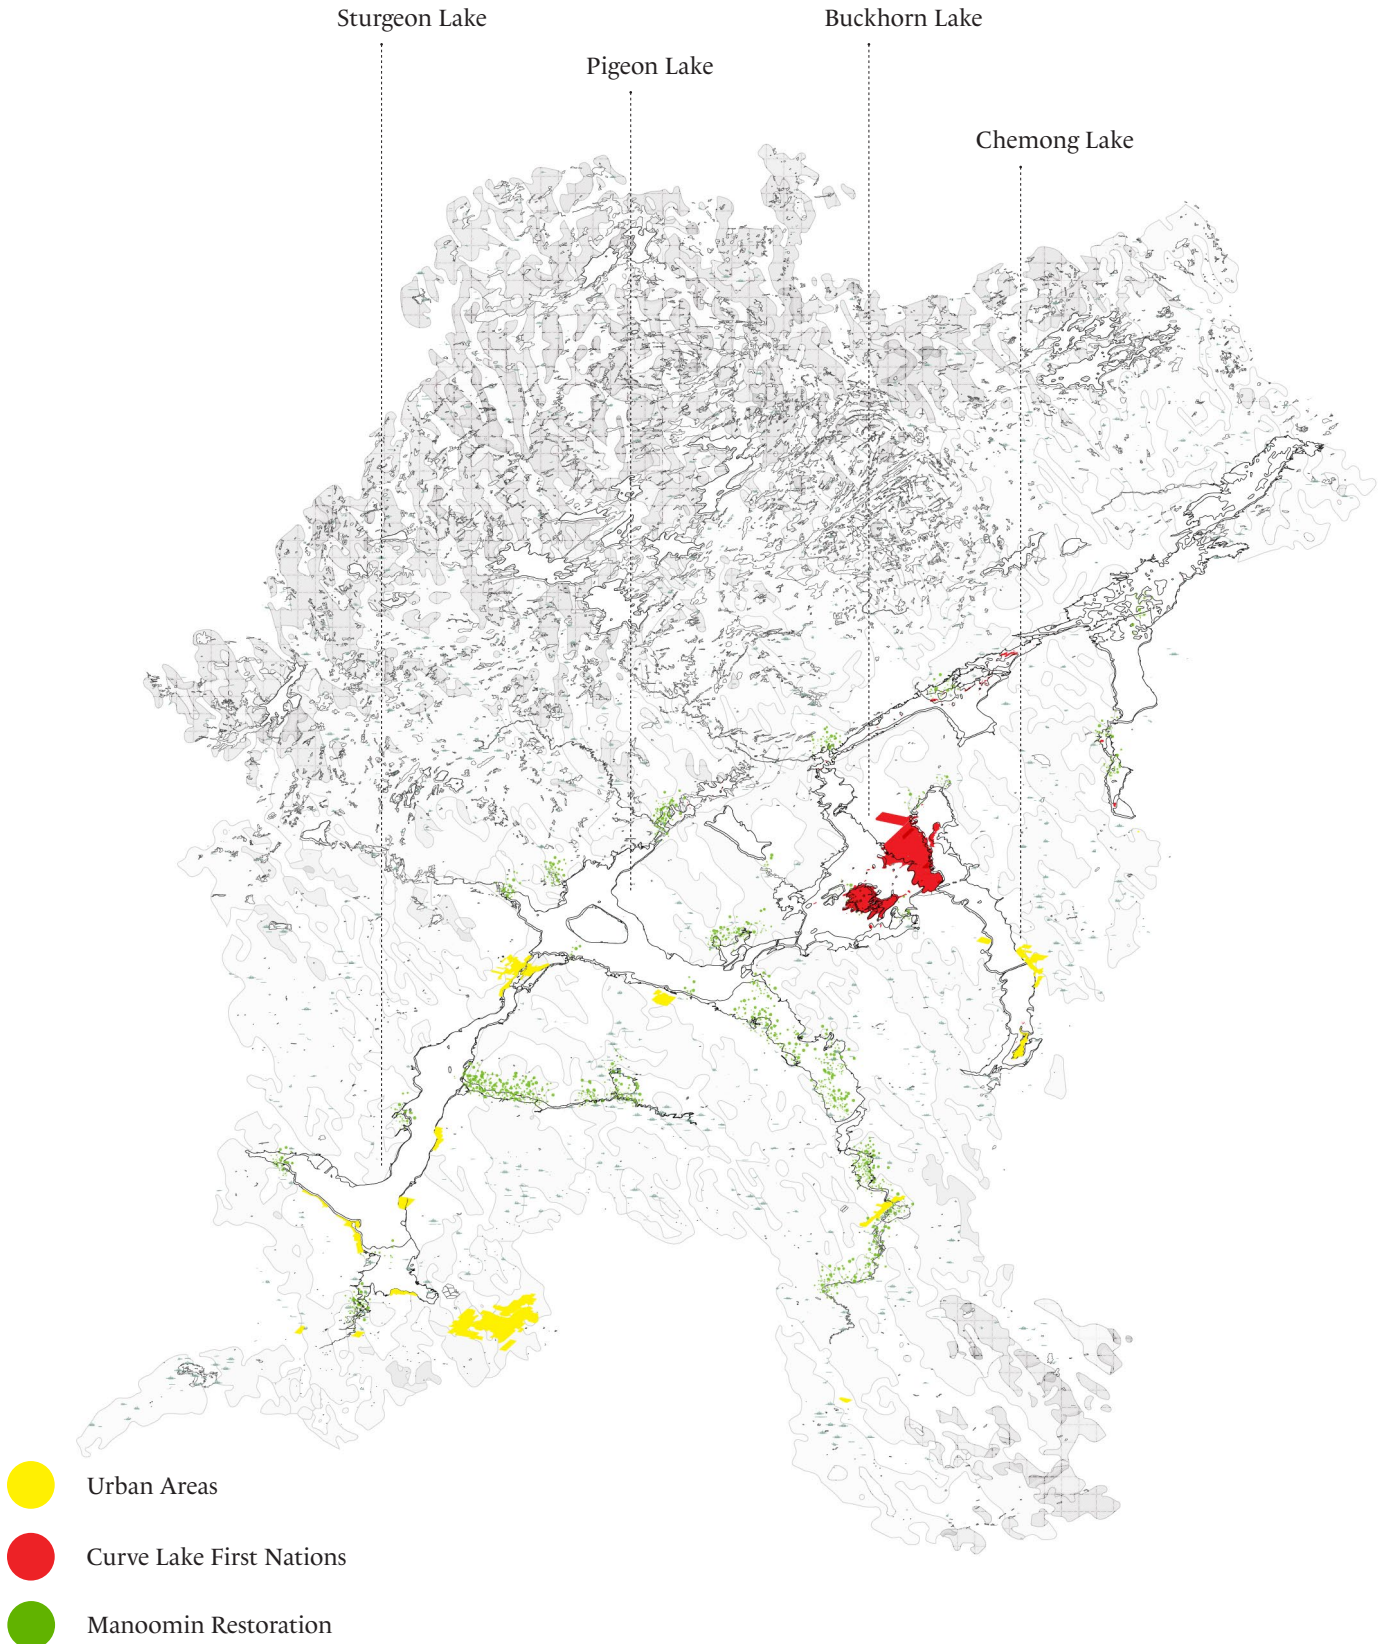 Sturgeon Lake
Buckhorn Lake
Pigeon Lake
Chemong Lake
Urban Areas
Curve Lake First Nations
Manoomin Restoration